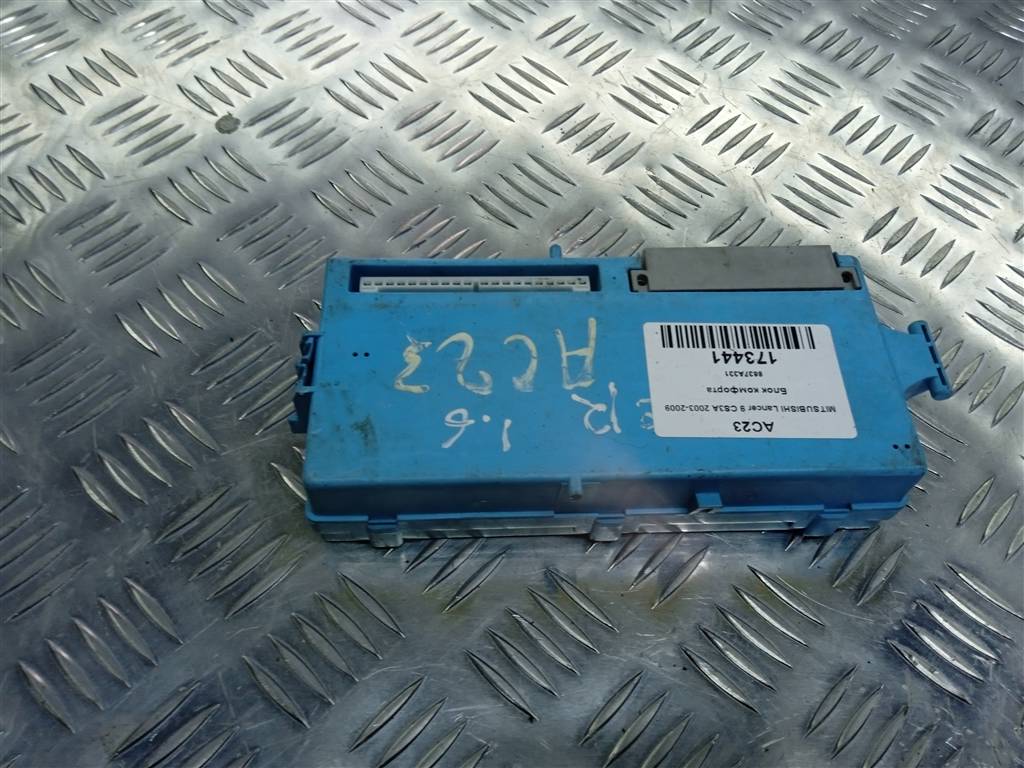 AC23
MITSUBISHI Lancer 9 CS3A 2003-2009
Блок комфорта
8637A331
173441
AC23
1.6